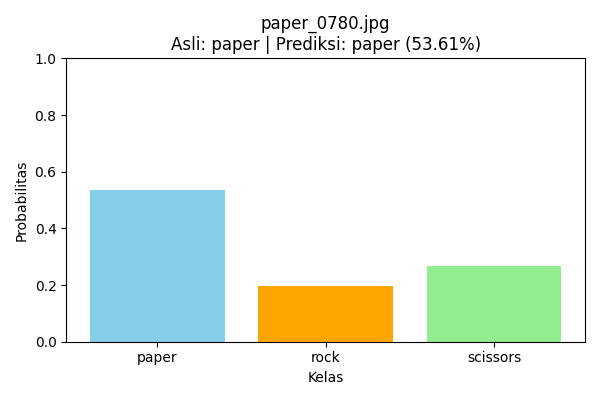 paper_0780.jpg
Asli: paper | Prediksi: paper (53.61%)
1.0
0.8
0.6
0.4
0.2
0.0
Probabilitas
paper rock scissors
Kelas